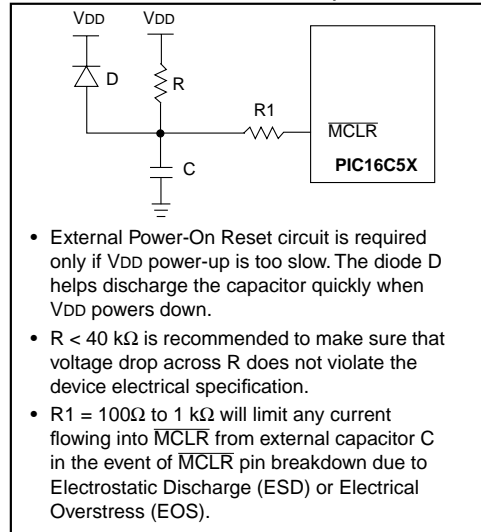 VDD VDD
D
R
R1
C
MCLR
PIC16C5X
• External Power-On Reset circuit is required
only if VDD power-up is too slow. The diode D
helps discharge the capacitor quickly when
VDD powers down.
• R < 40 kΩ is recommended to make sure that
voltage drop across R does not violate the
device electrical specification.
• R1 = 100Ω to 1 kΩ will limit any current
flowing into MCLR from external capacitor C
in the event of MCLR pin breakdown due to
Electrostatic Discharge (ESD) or Electrical
Overstress (EOS).